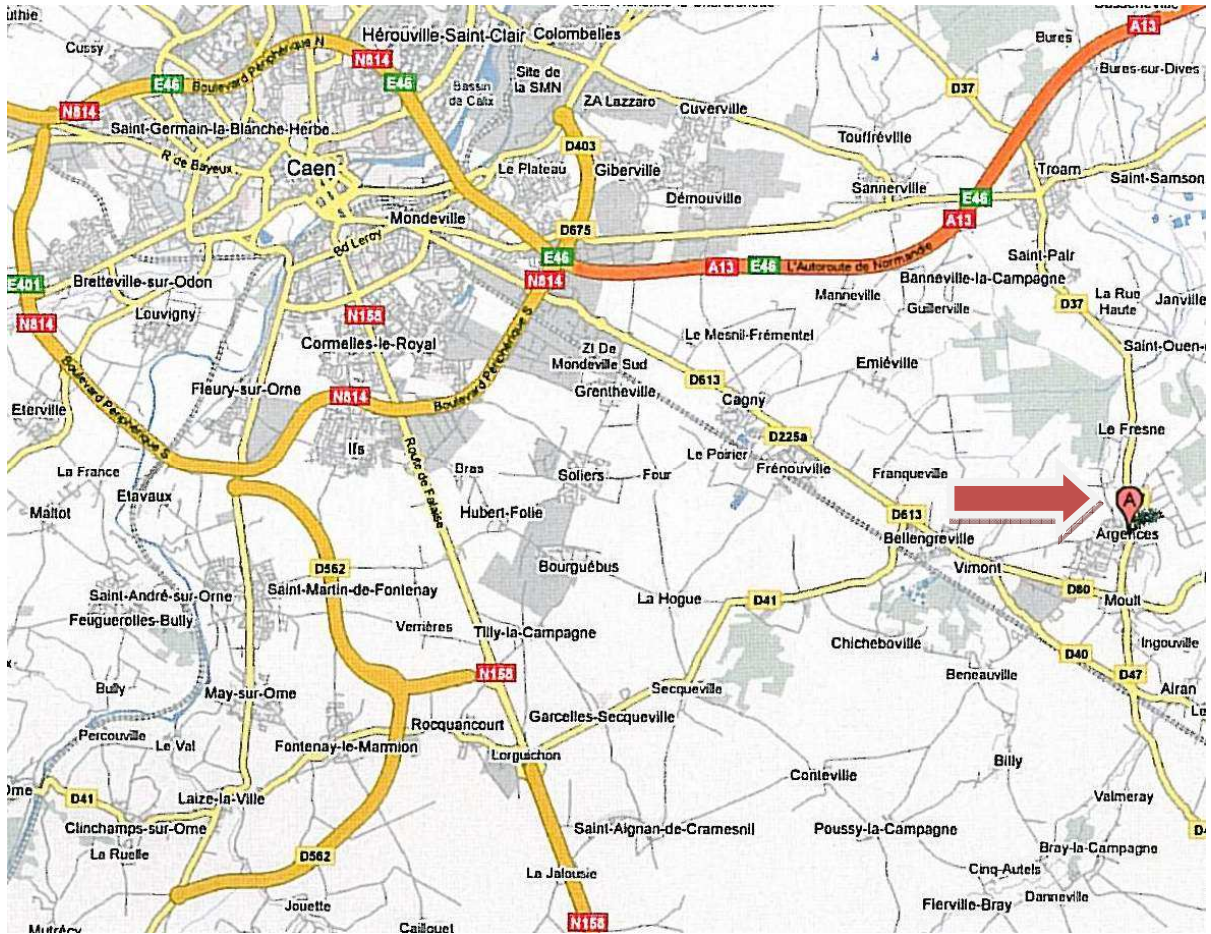 Cussy
Hérouville-Saint-Clair
Colombelles
Bures
A13
Bures-sur-Dives
Boulevard Périphérique N
N814
E46
E46
Bassin
de Calix
Site de
la SMN
ZA Lazzaro
D37
N814
Cuverville
Touffréville
Saint-Germain-la-Blanche-Herbe
R de Bayeux
Caen
D403
Le Plateau
Giberville
Démouville
Sannerville
Troarn
Saint-Samson
E46
A13
Mondeville
Bd Leroy
D675
E46
N814
A13
E46
L'Autoroute de Normandie
Saint-Pair
Banneville-la-Campagne
E401
Bretteville-sur-Odon
Louvigny
N814
N158
Cormelles-le-Royal
Manneville
Guillerville
D37
La Rue
Haute
Janville
Le Mesnil-Frémentel
ZI De
Mondeville Sud
Emiéville
Boulevard Périphérique S
Boulevard Périphérique S
Fleury-sur-Orne
N814
Grentheville
D613
Cagny
Eterville
Ifs
D225a
Le Fresne
La France
Etavaux
Maltot
Route de Falaise
Bras
Soliers
Four
Le Poirier
Frénouville
Franqueville
Hubert-Folie
D613
Bellengreville
A
Argences
Bourguébus
Vimont
D562
Saint-Martin-de-Fontenay
Saint-André-sur-Orne
Feuguerolles-Bully
La Hogue
D41
D80
Moult
Verrières
Tilly-la-Campagne
Chicheboville
Ingouville
D40
Beneauville
D47
Airan
Bully
May-sur-Orne
N158
Secqueville
Percouville
Le Val
Rocquancourt
Garcelles-Secqueville
Fontenay-le-Marmion
Lorguichon
Billy
Conteville
D41
Laize-la-Ville
Valmeray
Clinchamps-sur-Orne
La Ruelle
Saint-Aignan-de-Cramesnil
Poussy-la-Campagne
Bray-la-Campagne
D562
Cinq-Autels
La Jalousie
Danneville
Fierville-Bray
Jouette
N158
Mutrécy
Caillouet